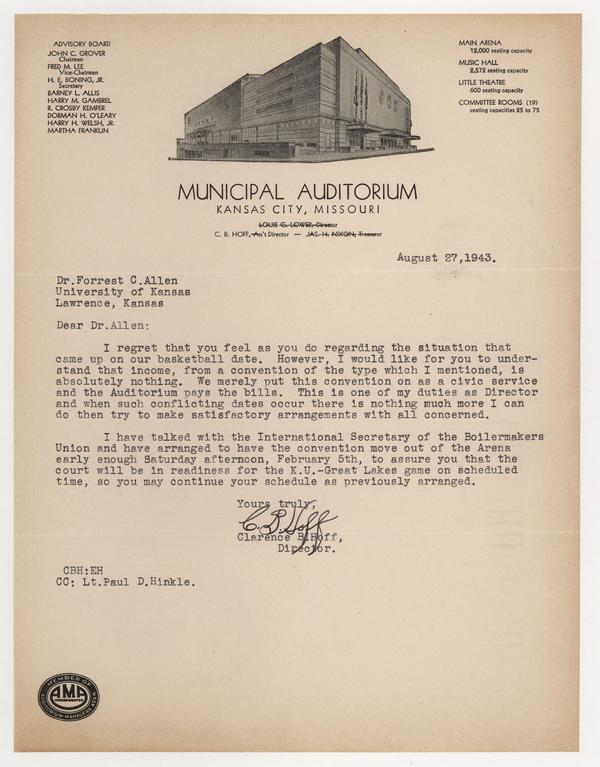 ADVISORY BOARD
JOHN C. GROVER
Chairman
FRED M. LEE
Vice-Chairman
H. E. BONING, JR.
Secretary
BARNEY L. ALLIS
HARRY M. GAMBREL
R. CROSBY KEMPER
DORMAN H. O'LEARY
HARRY H. WELSH, JR.
MARTHA FRANKLIN
MAIN ARENA
12,000 seating capacity
MUSIC HALL
2,572 seating capacity
LITTLE THEATRE
600 seating capacity
COMMITTEE ROOMS (19)
seating capacities 25 to 75
MUNICIPAL AUDITORIUM
KANSAS CITY, MISSOURI
LOUIS G. LOWER, Director
C. B. HOFF, Ass't Director — JAS. H. NIXON, Treasurer
August 27,1943.
Dr.Forrest C.Allen
University of Kansas
Lawrence, Kansas
Dear Dr.Allen:
I regret that you feel as you do regarding the situation that
came up on our basketball date. However, I would like for you to under-
stand that income, from a convention of the type which I mentioned, is
absolutely nothing. We merely put this convention on as a civic service
and the Auditorium pays the bills. This is one of my duties as Director
and when such conflicting dates occur there is nothing much more I can
do then try to make satisfactory arrangements with all concerned.
I have talked with the International Secretary of the Boilermakers
Union and have arranged to have the convention move out of the Arena
early enough Saturday afternoon, February 5th, to assure you that the
court will be in readiness for the K.U.-Great Lakes game on scheduled
time, so you may continue your schedule as previously arranged.
Yours truly,
C.B.Hoff
Clarence B.Hoff,
Director.
CBH:EH
CC: Lt.Paul D.Hinkle.
MEMBER OF
AMA